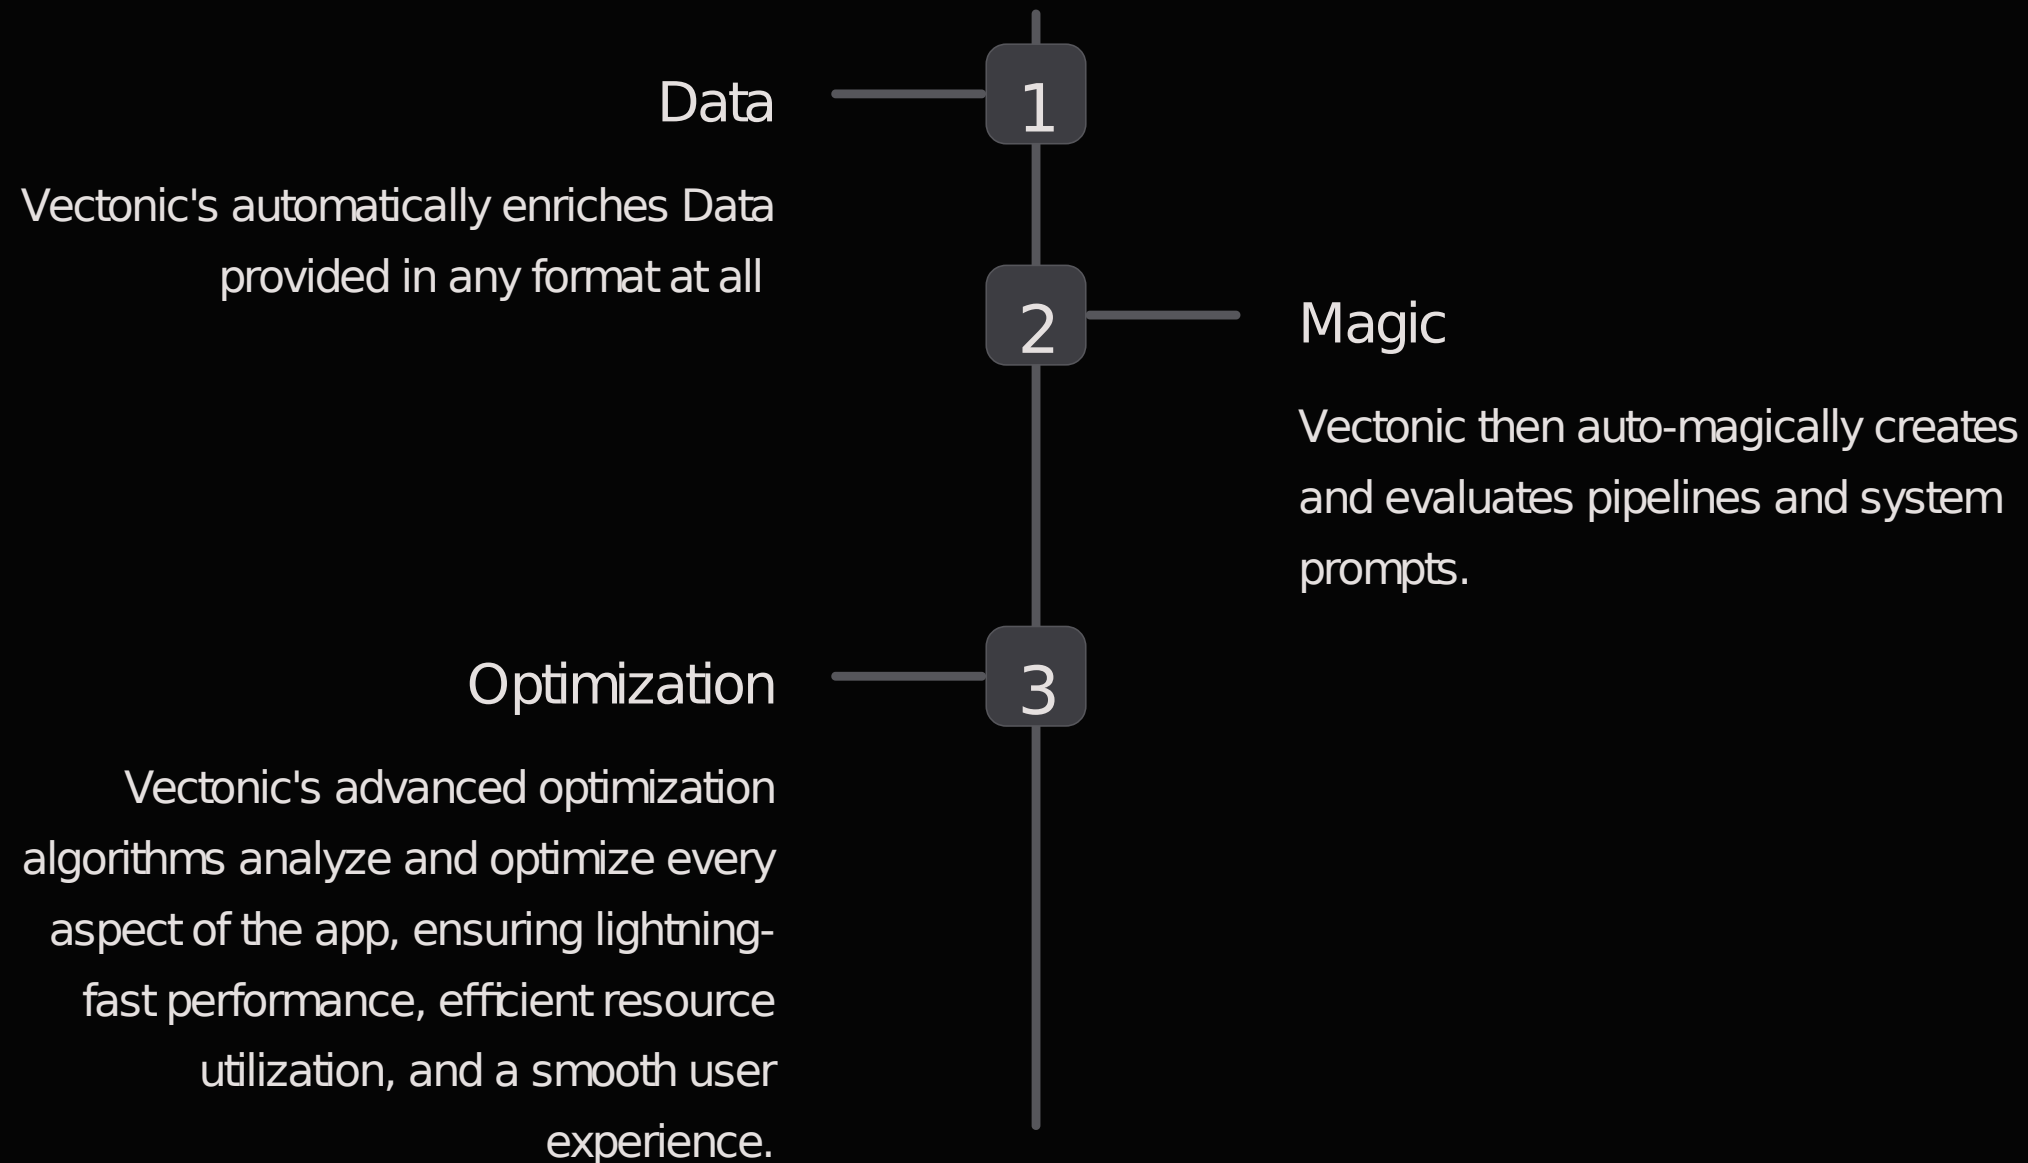 1
Data
Vectonic's automatically enriches Data
provided in any format at all
2
Magic
Vectonic then auto-magically creates
and evaluates pipelines and system
prompts.
3
Optimization
Vectonic's advanced optimization
algorithms analyze and optimize every
aspect of the app, ensuring lightning-
fast performance, efficient resource
utilization, and a smooth user
experience.